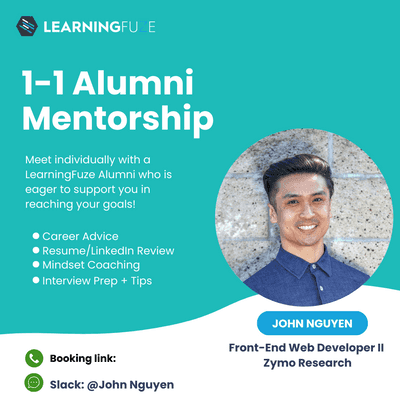 LEARNINGFU E
1-1 Alumni
Mentorship
Meet individually with a
LearningFuze Alumni who is
eager to support you in
reaching your goals!
Career Advice
Resume/LinkedIn Review
Mindset Coaching
Interview Prep + Tips
JOHN NGUYEN
Front-End Web Developer II
Zymo Research
Booking link:
Slack: @John Nguyen